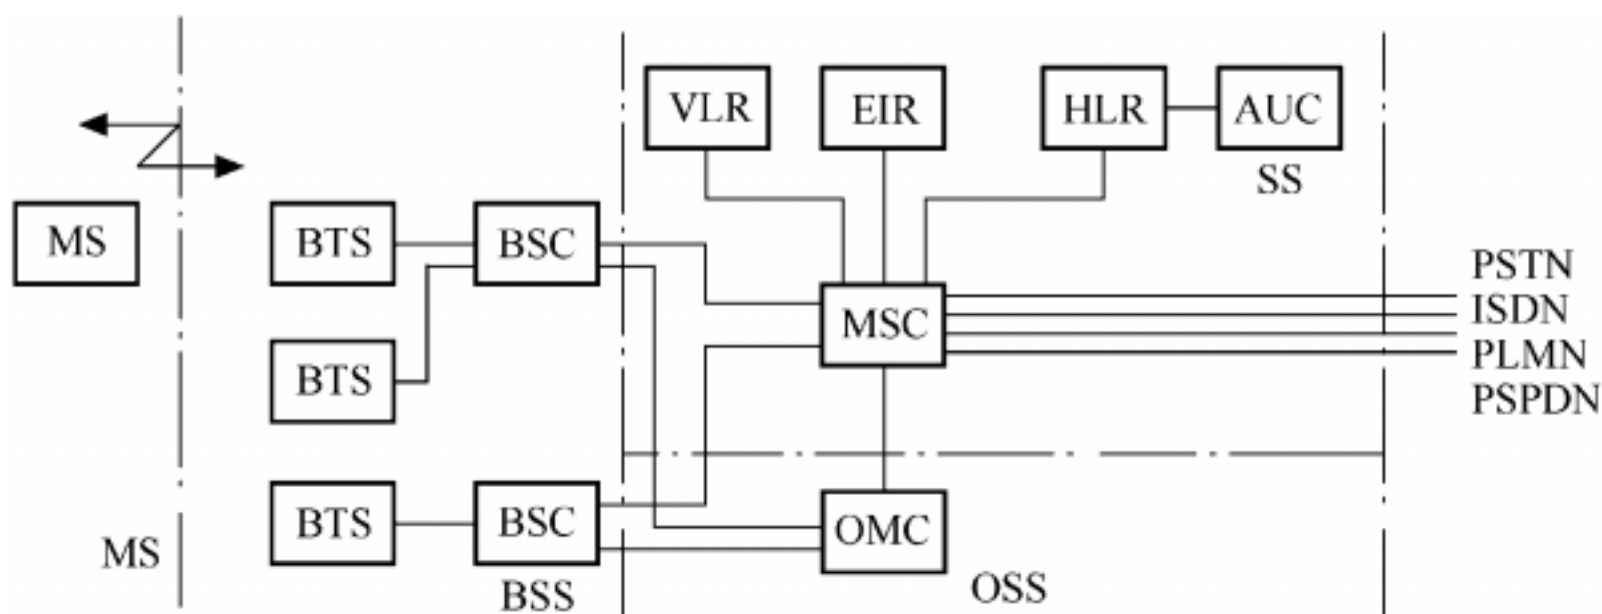 VLR EIR HLR AUC
SS
MS BTS BSC
PSTN
ISDN
MSC
PLMN
BTS
PSPDN
BTS BSC OMC
MS
BSS OSS